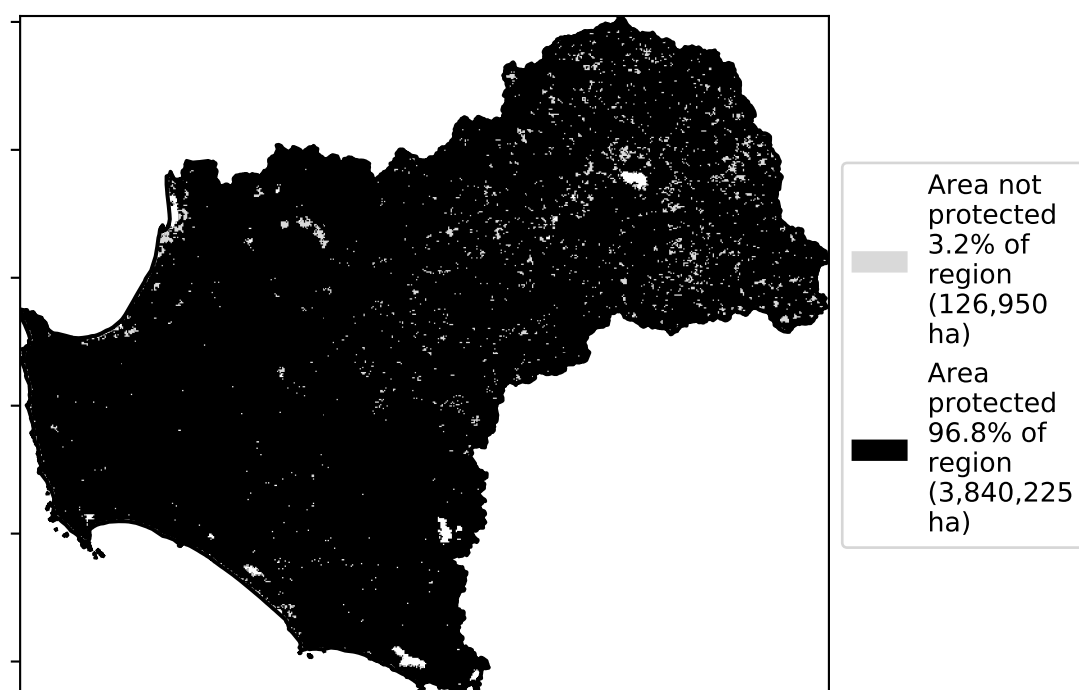 Area not
protected
3.2% of
region
(126,950
ha)
Area
protected
96.8% of
region
(3,840,225
ha)